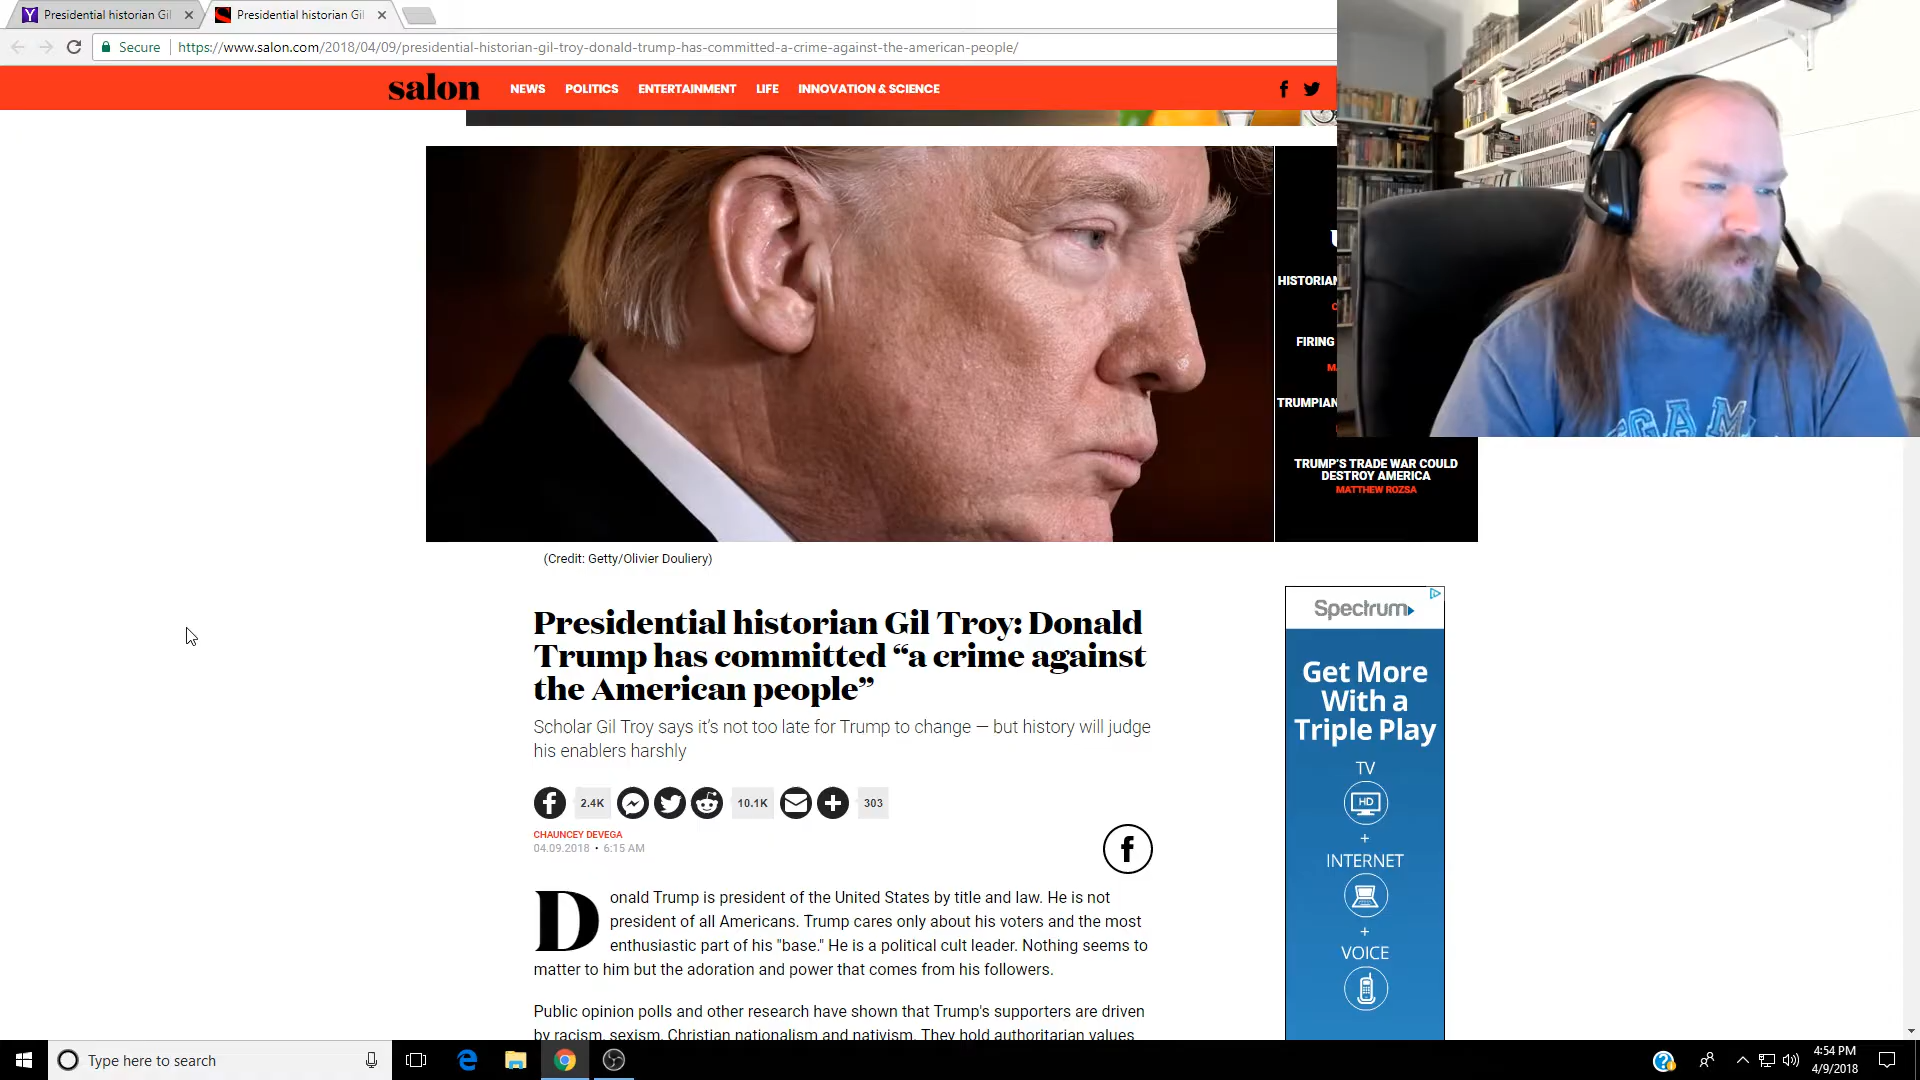 Presidential historian Gil
Presidential historian Gil
Secure
https://www.salon.com/2018/04/09/presidential-historian-gil-troy-donald-trump-has-committed-a-crime-against-the-american-people/
salon
NEWS POLITICS ENTERTAINMENT LIFE INNOVATION & SCIENCE
HISTORIAN
FIRING
TRUMPIAN
TRUMP'S TRADE WAR COULD
DESTROY AMERICA
MATTHEW ROZSA
GAM
(Credit: Getty/Olivier Douliery)
Presidential historian Gil Troy: Donald
Trump has committed “a crime against
the American people”
Scholar Gil Troy says it’s not too late for Trump to change — but history will judge
his enablers harshly
2.4K 10.1K 303
CHAUNCEY DEVEGA
04.09.2018 • 6:15 AM
Donald Trump is president of the United States by title and law. He is not
president of all Americans. Trump cares only about his voters and the most
enthusiastic part of his "base." He is a political cult leader. Nothing seems to
matter to him but the adoration and power that comes from his followers.
Public opinion polls and other research have shown that Trump's supporters are driven
by racism, sexism, Christian nationalism and nativism. They hold authoritarian values
Spectrum
Get More
With a
Triple Play
TV
HD
+
INTERNET
+
VOICE
Type here to search
4:54 PM
4/9/2018